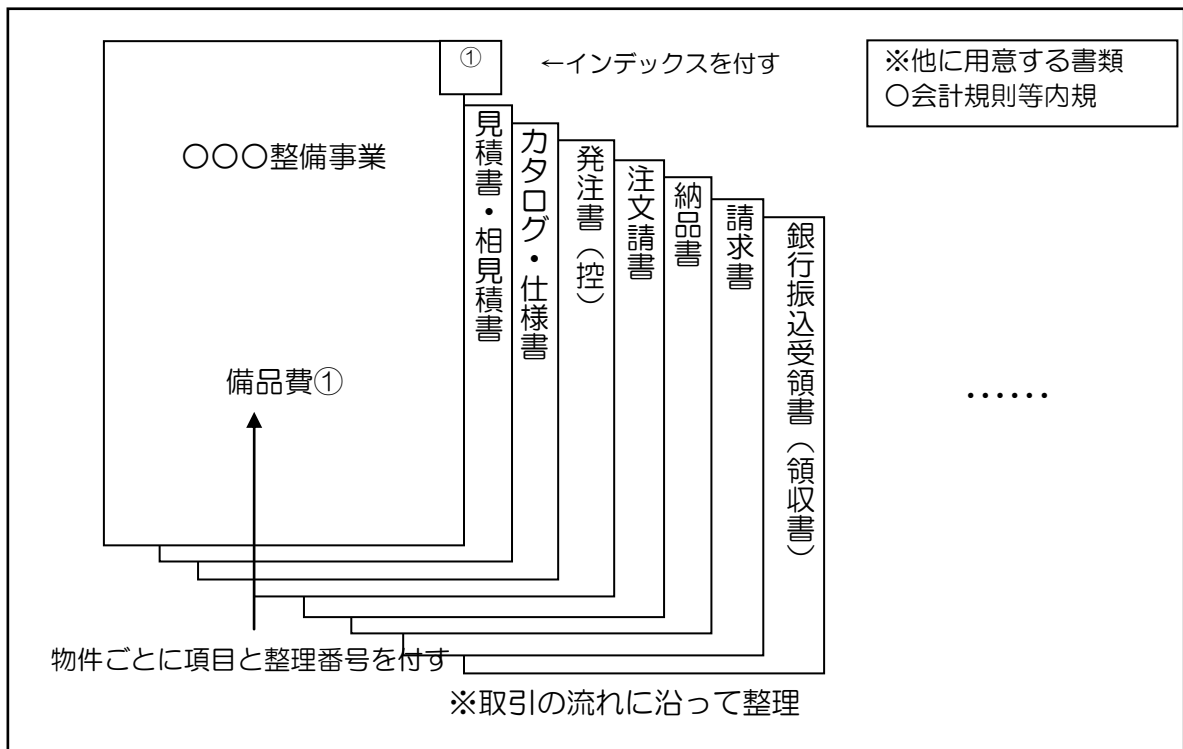 ①
←インデックスを付す
※他に用意する書類
○会計規則等内規
○○○整備事業
備品費①
見積書・相見積書
カタログ・仕様書
発注書（控）
注文請書
納品書
請求書
銀行振込受領書（領収書）
……
物件ごとに項目と整理番号を付す
※取引の流れに沿って整理